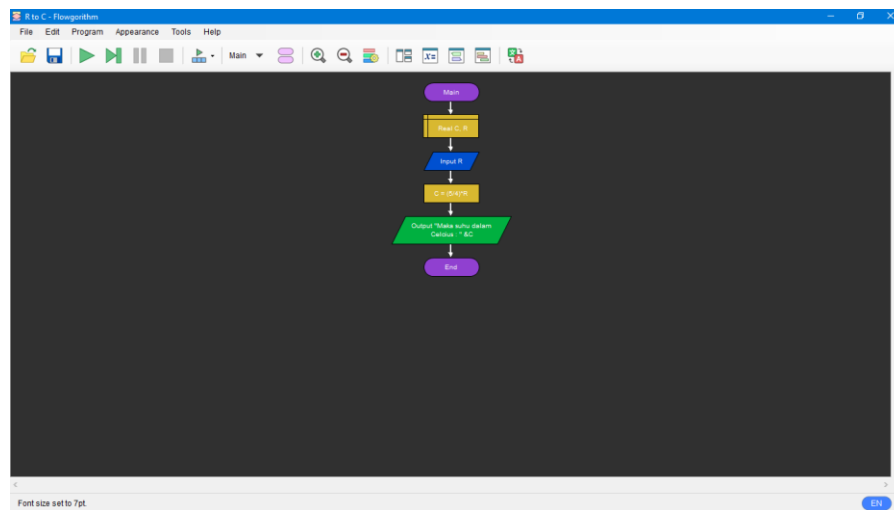 R to C - Flowgorithm
File Edit Program Appearance Tools Help
Main
Main
Real C, R
Input R
C = (5/4)*R
Output "Maka suhu dalam
Celcius : " &C
End
Font size set to 7pt.
EN